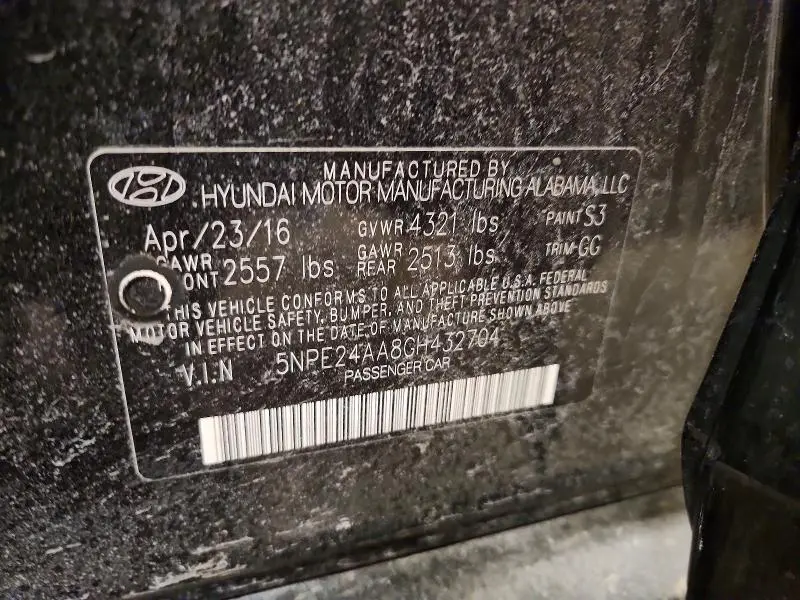 MANUFACTURED BY
HYUNDAI MOTOR MANUFACTURING ALABAMA, LLC
Apr/23/16 GVWR 4321 lbs PAINT S3
GAWR 2557 lbs GAWR REAR 2513 lbs TRIM GG
THIS VEHICLE CONFORMS TO ALL APPLICABLE U.S.A. FEDERAL
MOTOR VEHICLE SAFETY, BUMPER, AND THEFT PREVENTION STANDARDS
IN EFFECT ON THE DATE OF MANUFACTURE SHOWN ABOVE
V.I.N 5NPE24AA8GH432704
PASSENGER CAR